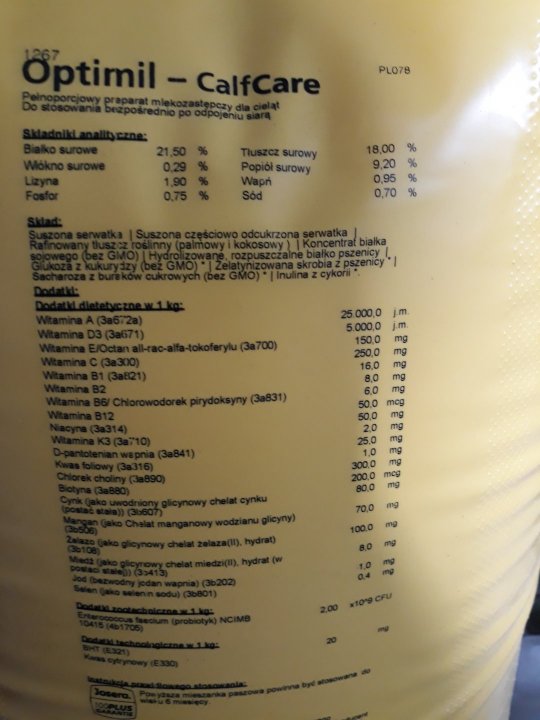 1267
Optimil – CalfCare
PL078
Pełnoporcjowy preparat mlekozastępczy dla cieląt
Do stosowania bezpośrednio po odpojeniu siarą
Składniki analityczne:
Białko surowe 21,50 % Tłuszcz surowy 18,00 %
Włókno surowe 0,29 % Popiół surowy 9,20 %
Lizyna 1,90 % Wapń 0,95 %
Fosfor 0,75 % Sód 0,70 %
Skład:
Suszona serwatka | Suszona częściowo odcukrzona serwatka |
Rafinowany tłuszcz roślinny (palmowy i kokosowy) | Koncentrat białka
sojowego (bez GMO) | Hydrolizowane, rozpuszczalne białko pszenicy |
Glukoza z kukurydzy (bez GMO) * | Żelatynizowana skrobia z pszenicy * |
Sacharoza z buraków cukrowych (bez GMO) * | Inulina z cykorii *
Dodatki:
Dodatki dietetyczne w 1 kg:
Witamina A (3a672a) 25.000,0 j.m.
Witamina D3 (3a671) 5.000,0 j.m.
Witamina E/Octan all-rac-alfa-tokoferylu (3a700) 150,0 mg
Witamina C (3a300) 250,0 mg
Witamina B1 (3a821) 16,0 mg
Witamina B2 8,0 mg
Witamina B6/ Chlorowodorek pirydoksyny (3a831) 6,0 mg
Witamina B12 50,0 mcg
Niacyna (3a314) 50,0 mg
Witamina K3 (3a710) 2,0 mg
D-pantotenian wapnia (3a841) 25,0 mg
Kwas foliowy (3a316) 1,0 mg
Chlorek choliny (3a890) 300,0 mg
Biotyna (3a880) 200,0 mcg
Cynk (jako uwodniony glicynowy chelat cynku 80,0 mg
(postać stała)) (3b607)
Mangan (jako Chelat manganowy wodzianu glicyny) 70,0 mg
(3b506)
Żelazo (jako glicynowy chelat żelaza(II), hydrat) 100,0 mg
(3b108)
Miedź (jako glicynowy chelat miedzi(II), hydrat (w 8,0 mg
postaci stałej)) (3b413)
Jod (bezwodny jodan wapnia) (3b202) 1,0 mg
Selen (jako selenin sodu) (3b801) 0,4 mg
Dodatki zootechniczne w 1 kg:
Enterococcus faecium (probiotyk) NCIMB 2,00 x10^9 CFU
10415 (4b1705)
Dodatki technologiczne w 1 kg:
BHT (E321) 20 mg
Kwas cytrynowy (E330)
Instrukcja prawidłowego stosowania:
Powyższa mieszanka paszowa powinna być stosowana do
wieku 6 miesięcy.
Josera.
100PLUS
GARANTIE